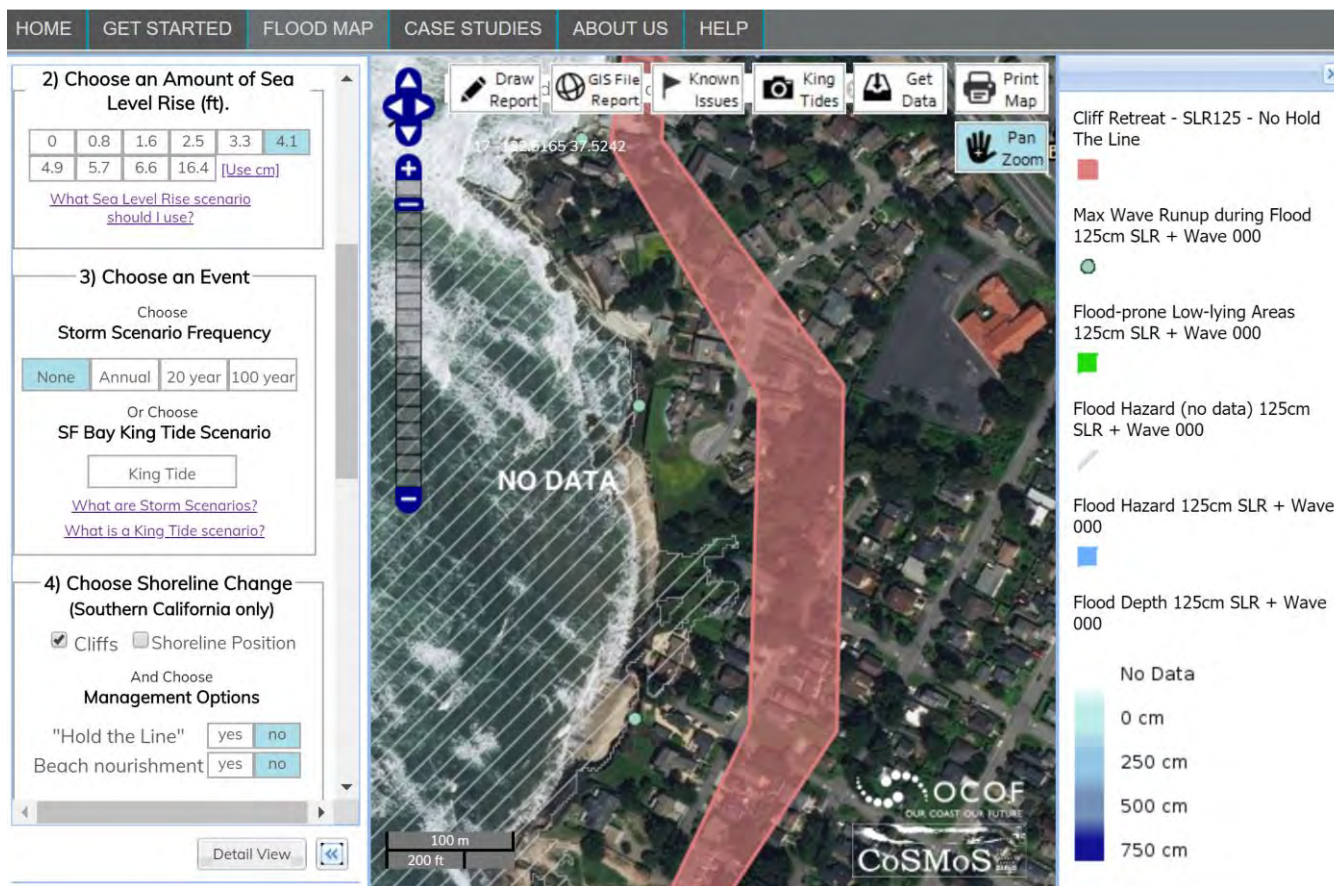 HOME GET STARTED FLOOD MAP CASE STUDIES ABOUT US HELP
2) Choose an Amount of Sea
Level Rise (ft).
0 0.8 1.6 2.5 3.3 4.1
4.9 5.7 6.6 16.4 [Use cm]
What Sea Level Rise scenario
should I use?
3) Choose an Event
Choose
Storm Scenario Frequency
None Annual 20 year 100 year
Or Choose
SF Bay King Tide Scenario
King Tide
What are Storm Scenarios?
What is a King Tide scenario?
4) Choose Shoreline Change
(Southern California only)
Cliffs Shoreline Position
And Choose
Management Options
"Hold the Line" yes no
Beach nourishment yes no
Detail View
Draw
Report
GIS File
Report
Known
Issues
King
Tides
Get
Data
Print
Map
Pan
Zoom
37.5242
NO DATA
100 m
200 ft
OCOF
OUR COAST OUR FUTURE
CoSMoS
Cliff Retreat - SLR125 - No Hold
The Line
Max Wave Runup during Flood
125cm SLR + Wave 000
Flood-prone Low-lying Areas
125cm SLR + Wave 000
Flood Hazard (no data) 125cm
SLR + Wave 000
Flood Hazard 125cm SLR + Wave
000
Flood Depth 125cm SLR + Wave
000
No Data
0 cm
250 cm
500 cm
750 cm